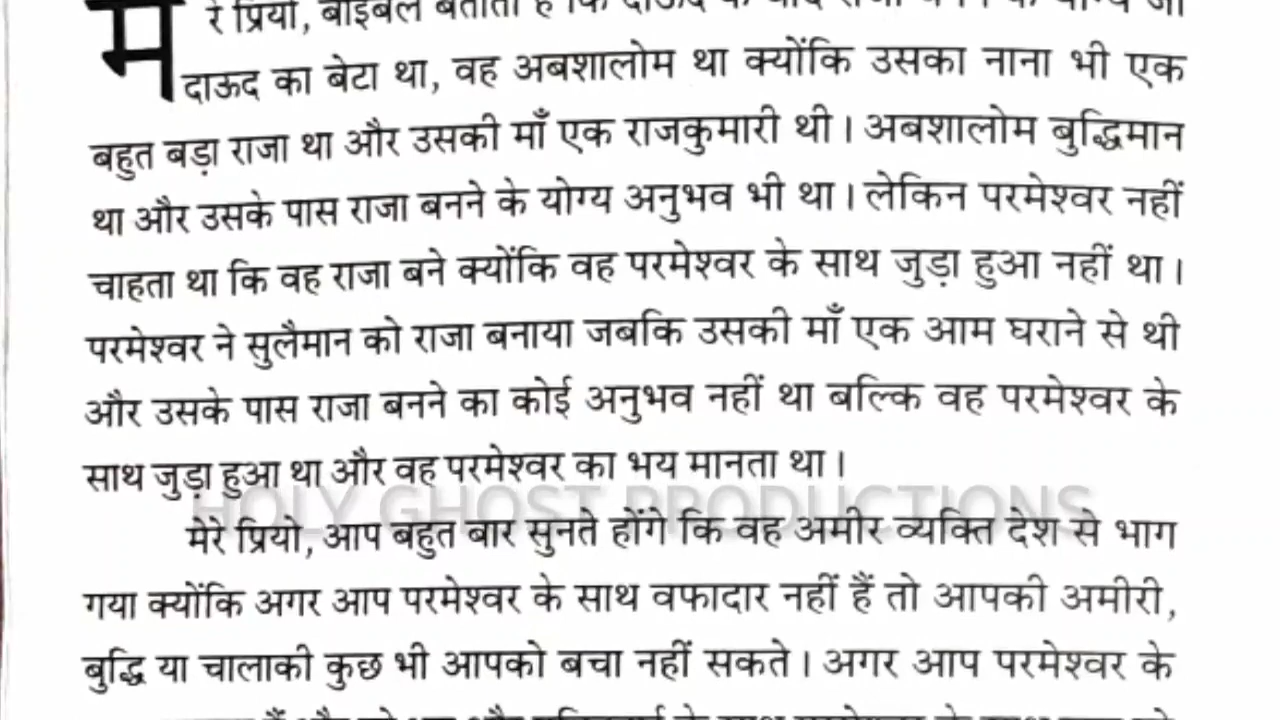 मेरे प्रियो, बाइबल बताती है कि दाऊद के बाद राजा बनने के योग्य जो
दाऊद का बेटा था, वह अबशालोम था क्योंकि उसका नाना भी एक
बहुत बड़ा राजा था और उसकी माँ एक राजकुमारी थी। अबशालोम बुद्धिमान
था और उसके पास राजा बनने के योग्य अनुभव भी था। लेकिन परमेश्वर नहीं
चाहता था कि वह राजा बने क्योंकि वह परमेश्वर के साथ जुड़ा हुआ नहीं था।
परमेश्वर ने सुलैमान को राजा बनाया जबकि उसकी माँ एक आम घराने से थी
और उसके पास राजा बनने का कोई अनुभव नहीं था बल्कि वह परमेश्वर के
साथ जुड़ा हुआ था और वह परमेश्वर का भय मानता था।
HOLY GHOST PRODUCTIONS
मेरे प्रियो, आप बहुत बार सुनते होंगे कि वह अमीर व्यक्ति देश से भाग
गया क्योंकि अगर आप परमेश्वर के साथ वफादार नहीं हैं तो आपकी अमीरी,
बुद्धि या चालाकी कुछ भी आपको बचा नहीं सकते। अगर आप परमेश्वर के